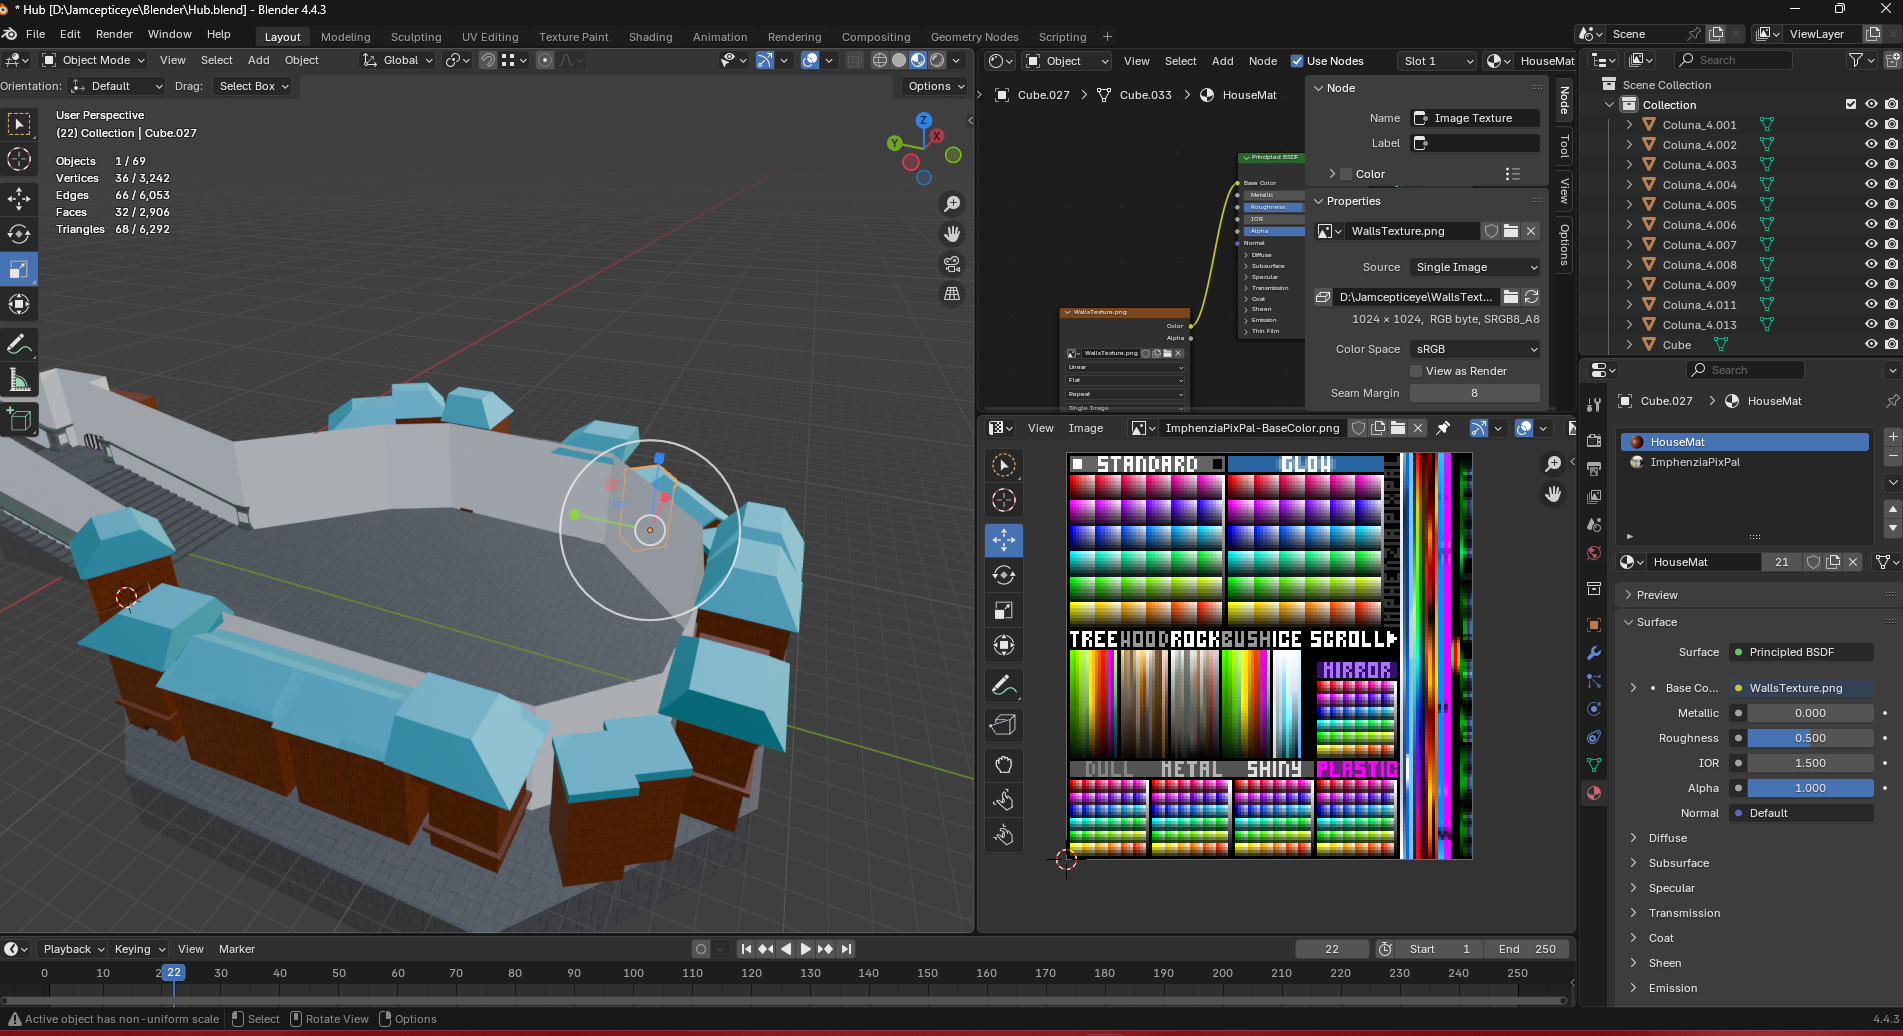 * Hub [D:\Jamcepticeye\Blender\Hub.blend] - Blender 4.4.3
File Edit Render Window Help Layout Modeling Sculpting UV Editing Texture Paint Shading Animation Rendering Compositing Geometry Nodes Scripting + Scene ViewLayer
Object Mode View Select Add Object Global
Orientation: Default Drag: Select Box Options
User Perspective
(22) Collection | Cube.027
Objects 1 / 69
Vertices 36 / 3,242
Edges 66 / 6,053
Faces 32 / 2,906
Triangles 68 / 6,292
Z
X
Y
Object View Select Add Node Use Nodes Slot 1 HouseMat
Cube.027 > Cube.033 > HouseMat
Principled BSDF
Base Color
Metallic
Roughness
IOR
Alpha
Normal
Diffuse
Subsurface
Specular
Transmission
Coat
Sheen
Emission
Thin Film
WallsTexture.png
Color
Alpha
WallsTexture.png
Linear
Flat
Repeat
Single Image
Node
Name Image Texture
Label
Color
Properties
WallsTexture.png
Source Single Image
D:\Jamcepticeye\WallsText...
1024 × 1024, RGB byte, SRGB8_A8
Color Space sRGB
View as Render
Seam Margin 8
Node
Tool
View
Options
View Image ImphenziaPixPal-BaseColor.png
STANDARD GLOW
TREE WOOD ROCK BUSH ICE SCROLL
MIRROR
DULL METAL SHINY PLASTIC
Search
Scene Collection
Collection
Coluna_4.001
Coluna_4.002
Coluna_4.003
Coluna_4.004
Coluna_4.005
Coluna_4.006
Coluna_4.007
Coluna_4.008
Coluna_4.009
Coluna_4.011
Coluna_4.013
Cube
Search
Cube.027 > HouseMat
HouseMat
ImphenziaPixPal
HouseMat 21
Preview
Surface
Surface Principled BSDF
Base Co... WallsTexture.png
Metallic 0.000
Roughness 0.500
IOR 1.500
Alpha 1.000
Normal Default
Diffuse
Subsurface
Specular
Transmission
Coat
Sheen
Emission
Playback Keying View Marker 22 Start 1 End 250
0 10 2 22 30 40 50 60 70 80 90 100 110 120 130 140 150 160 170 180 190 200 210 220 230 240 250
Active object has non-uniform scale Select Rotate View Options 4.4.3